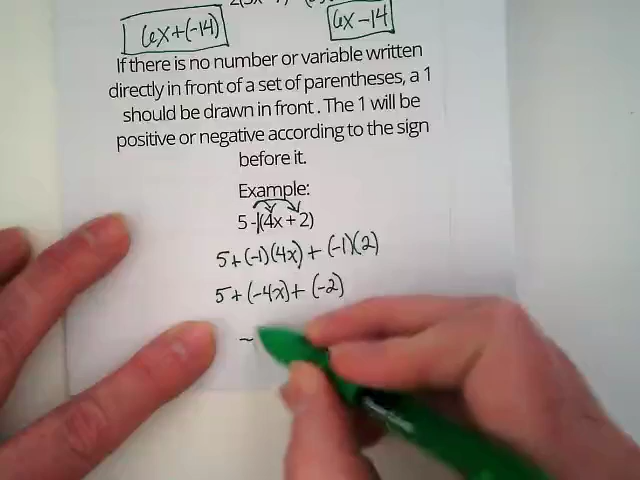 6x+(-14) 6x-14
If there is no number or variable written
directly in front of a set of parentheses, a 1
should be drawn in front . The 1 will be
positive or negative according to the sign
before it.
Example:
5-1(4x+2)
5+(-1)(4x)+(-1)(2)
5+(-4x)+(-2)
-